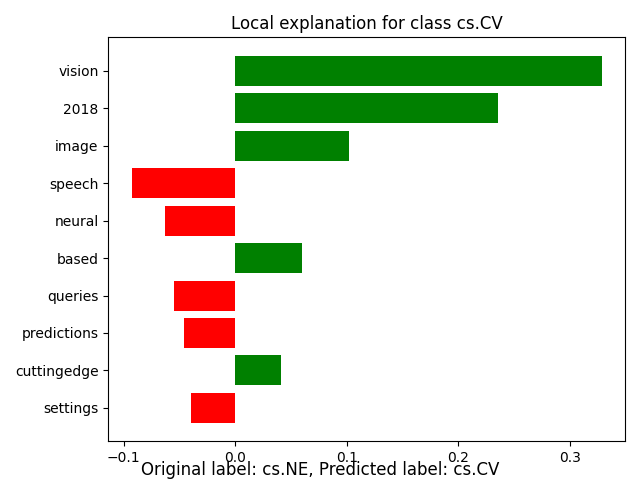 Local explanation for class cs.CV
vision
2018
image
speech
neural
based
queries
predictions
cuttingedge
settings
−0.1 0.0 0.1 0.2 0.3
Original label: cs.NE, Predicted label: cs.CV